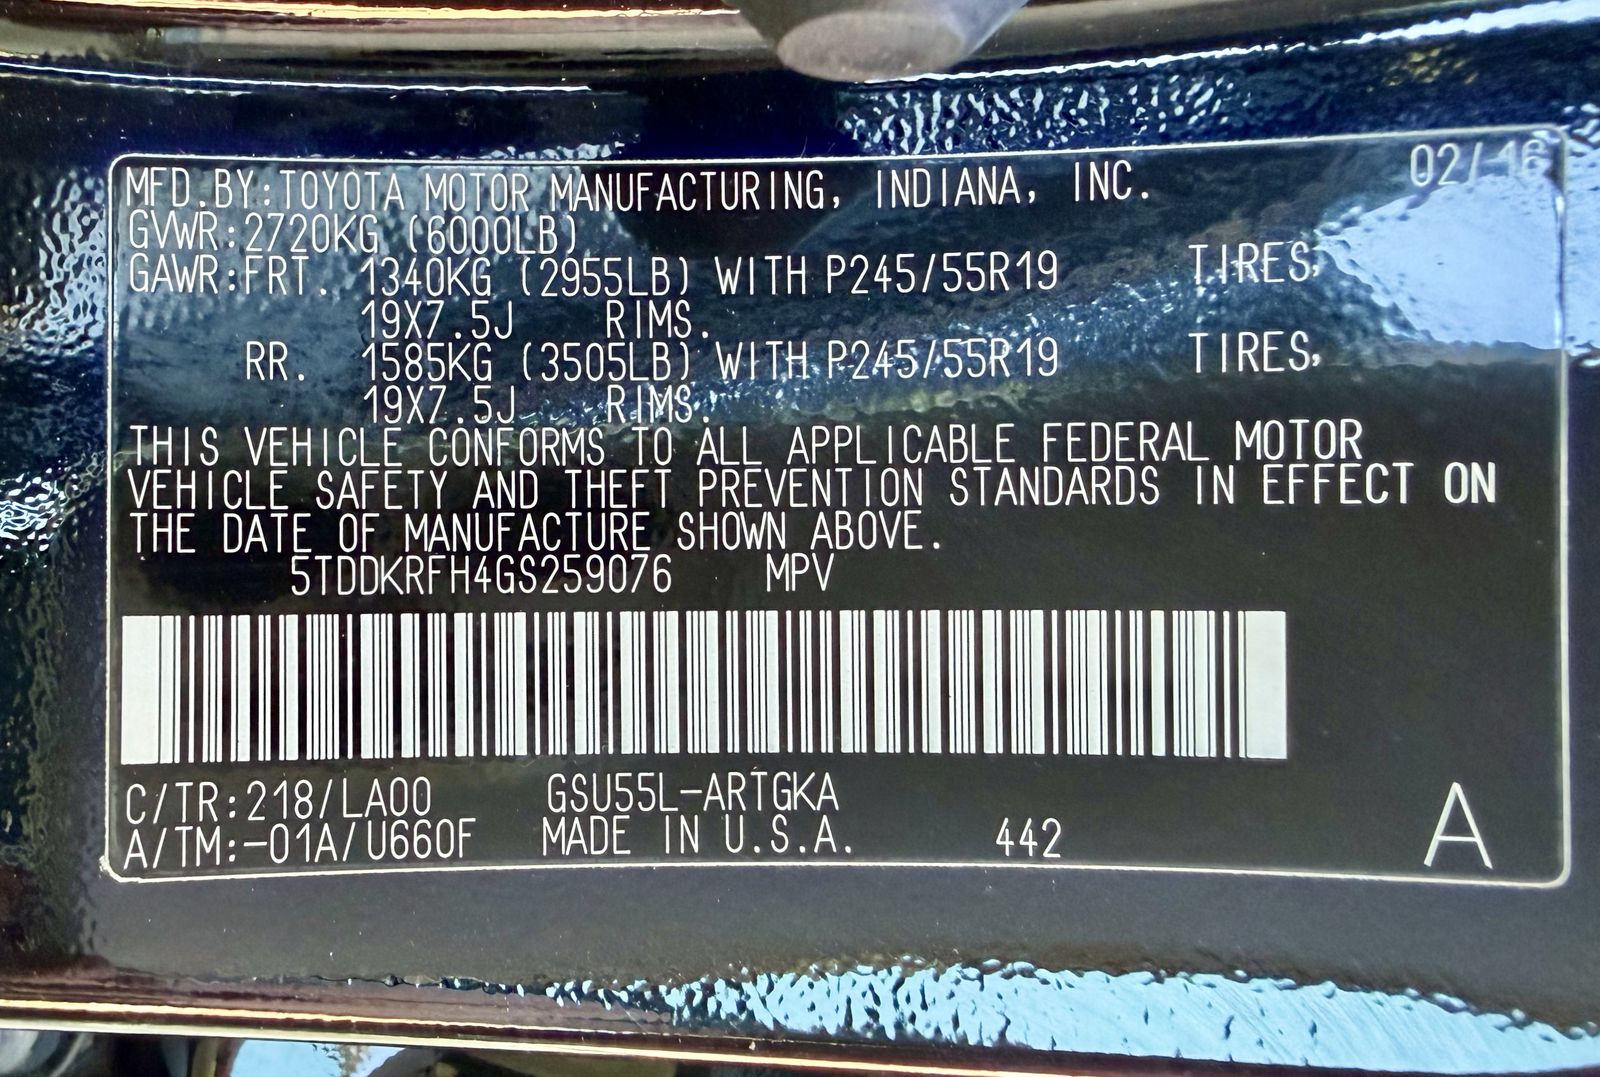 MFD.BY:TOYOTA MOTOR MANUFACTURING, INDIANA, INC. 02/16
GVWR:2720KG (6000LB)
GAWR:FRT. 1340KG (2955LB) WITH P245/55R19 TIRES,
19X7.5J RIMS.
RR. 1585KG (3505LB) WITH P245/55R19 TIRES,
19X7.5J RIMS.
THIS VEHICLE CONFORMS TO ALL APPLICABLE FEDERAL MOTOR
VEHICLE SAFETY AND THEFT PREVENTION STANDARDS IN EFFECT ON
THE DATE OF MANUFACTURE SHOWN ABOVE.
5TDDKRFH4GS259076 MPV
C/TR:218/LA00 GSU55L-ARTGKA
A/TM:-01A/U660F MADE IN U.S.A. 442 A